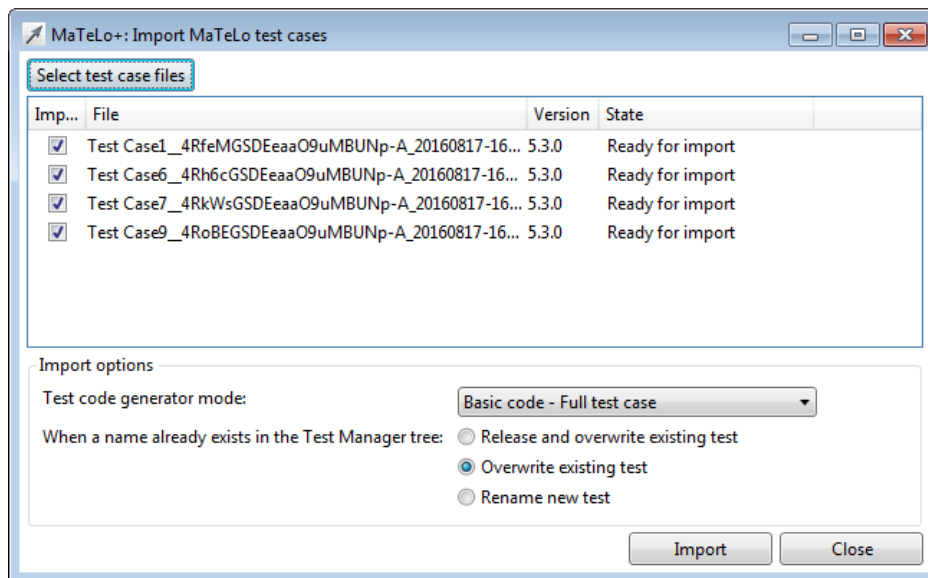 MaTeLo+: Import MaTeLo test cases
Select test case files
Imp... File Version State
Test Case1__4RfeMGSDEeaaO9uMBUNp-A_20160817-16... 5.3.0 Ready for import
Test Case6__4Rh6cGSDEeaaO9uMBUNp-A_20160817-16... 5.3.0 Ready for import
Test Case7__4RkWsGSDEeaaO9uMBUNp-A_20160817-16... 5.3.0 Ready for import
Test Case9__4RoBEGSDEeaaO9uMBUNp-A_20160817-16... 5.3.0 Ready for import
Import options
Test code generator mode: Basic code - Full test case
When a name already exists in the Test Manager tree: Release and overwrite existing test
Overwrite existing test
Rename new test
Import Close